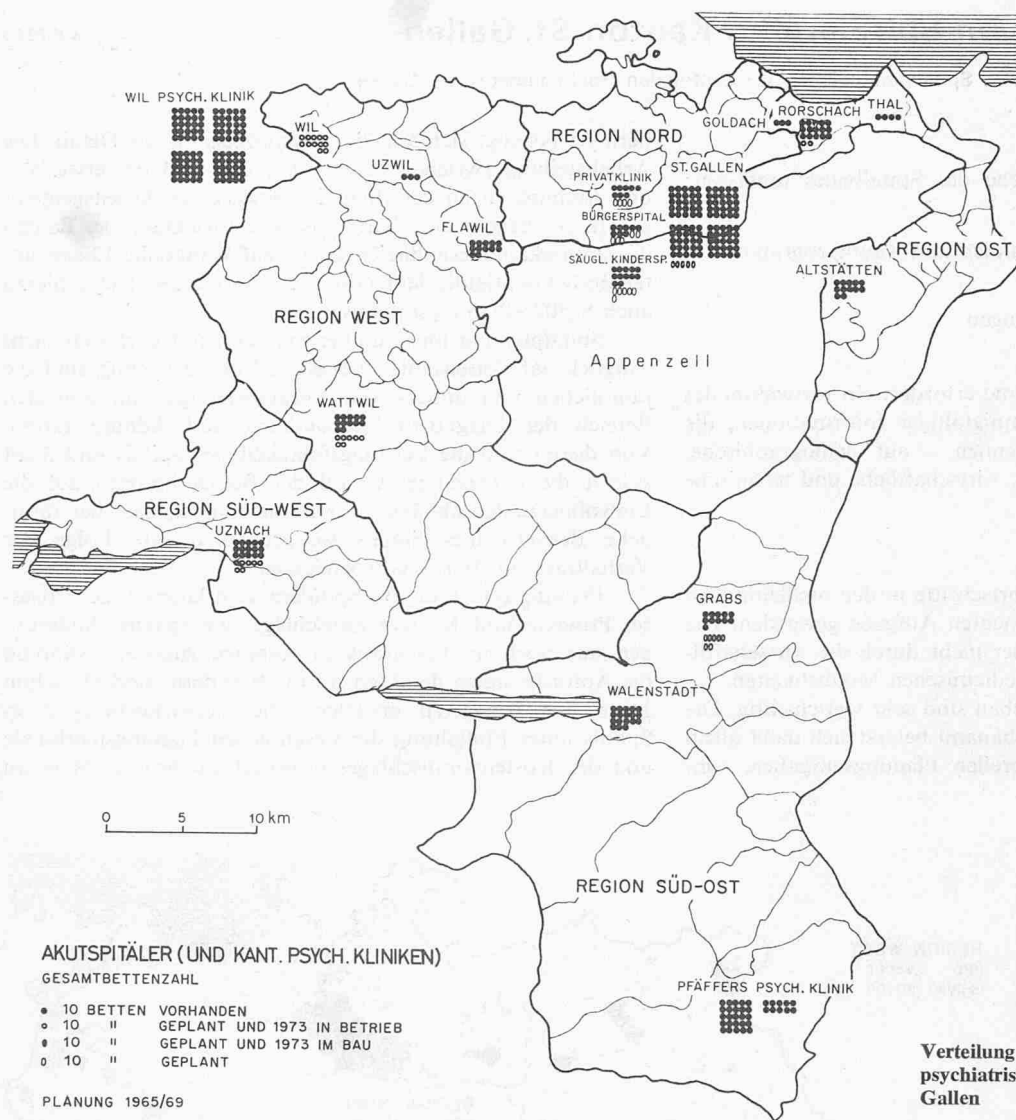 WIL PSYCH. KLINIK
WIL
UZWIL
FLAWIL
REGION NORD
GOLDACH
RORSCHACH
THAL
PRIVATKLINIK
ST.GALLEN
BÜRGERSPITAL
SÄUGL. KINDERSP.
REGION OST
ALTSTÄTTEN
REGION WEST
Appenzell
WATTWIL
REGION SÜD-WEST
UZNACH
GRABS
WALENSTADT
0 5 10 km
REGION SÜD-OST
PFÄFERS PSYCH. KLINIK
AKUTSPITÄLER (UND KANT. PSYCH. KLINIKEN)
GESAMTBETTENZAHL
10 BETTEN VORHANDEN
10 " GEPLANT UND 1973 IN BETRIEB
10 " GEPLANT UND 1973 IM BAU
10 " GEPLANT
PLANUNG 1965/69
Verteilung
psychiatris
Gallen